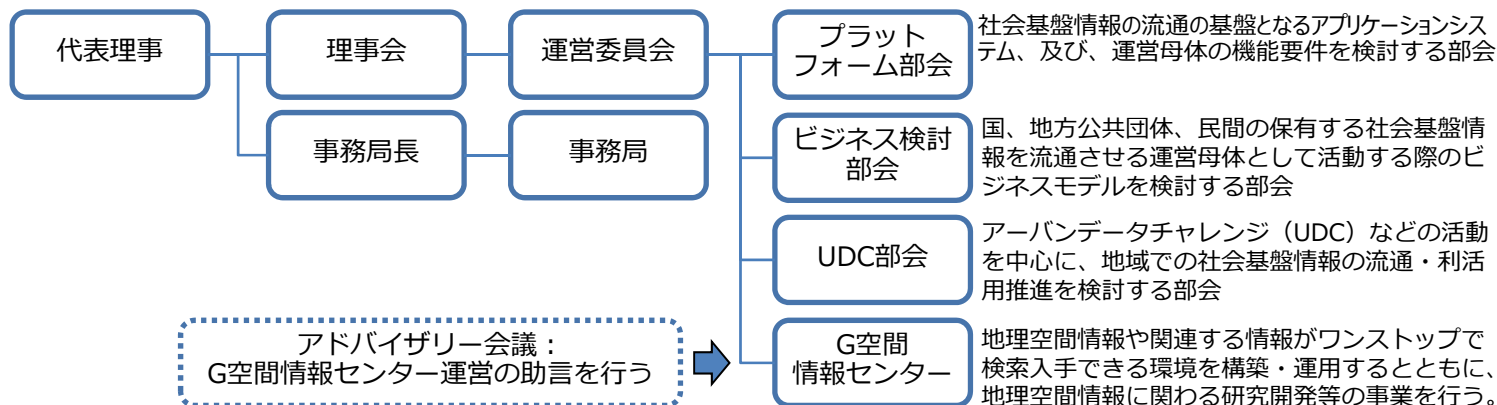 代表理事
理事会
運営委員会
プラット
フォーム部会
社会基盤情報の流通の基盤となるアプリケーションシス
テム、及び、運営母体の機能要件を検討する部会
事務局長
事務局
ビジネス検討
部会
国、地方公共団体、民間の保有する社会基盤情
報を流通させる運営母体として活動する際のビ
ジネスモデルを検討する部会
UDC部会
アーバンデータチャレンジ（UDC）などの活動
を中心に、地域での社会基盤情報の流通・利活
用推進を検討する部会
アドバイザリー会議：
G空間情報センター運営の助言を行う
G空間
情報センター
地理空間情報や関連する情報がワンストップで
検索入手できる環境を構築・運用するとともに、
地理空間情報に関わる研究開発等の事業を行う。